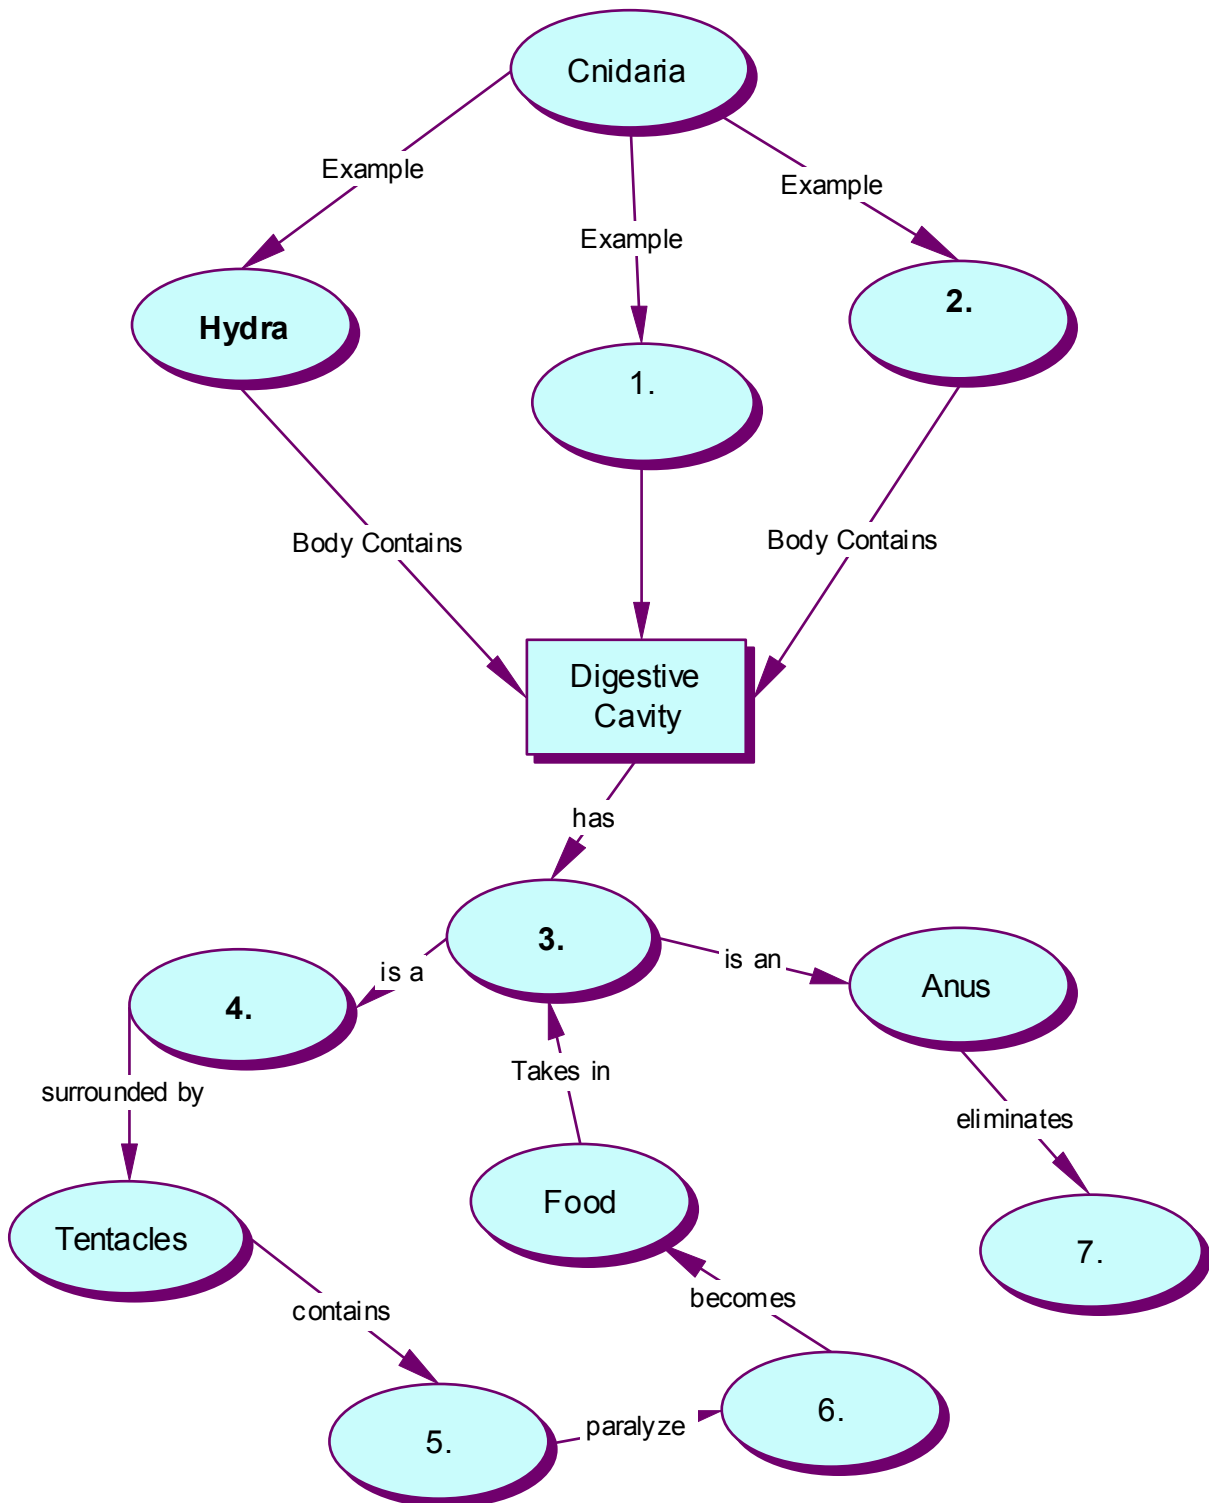 Cnidaria
Example
Example
Example
Hydra
1.
2.
Body Contains
Body Contains
Digestive
Cavity
has
3.
is a
is an
4.
Anus
surrounded by
Takes in
eliminates
Tentacles
Food
7.
contains
becomes
5.
paralyze
6.